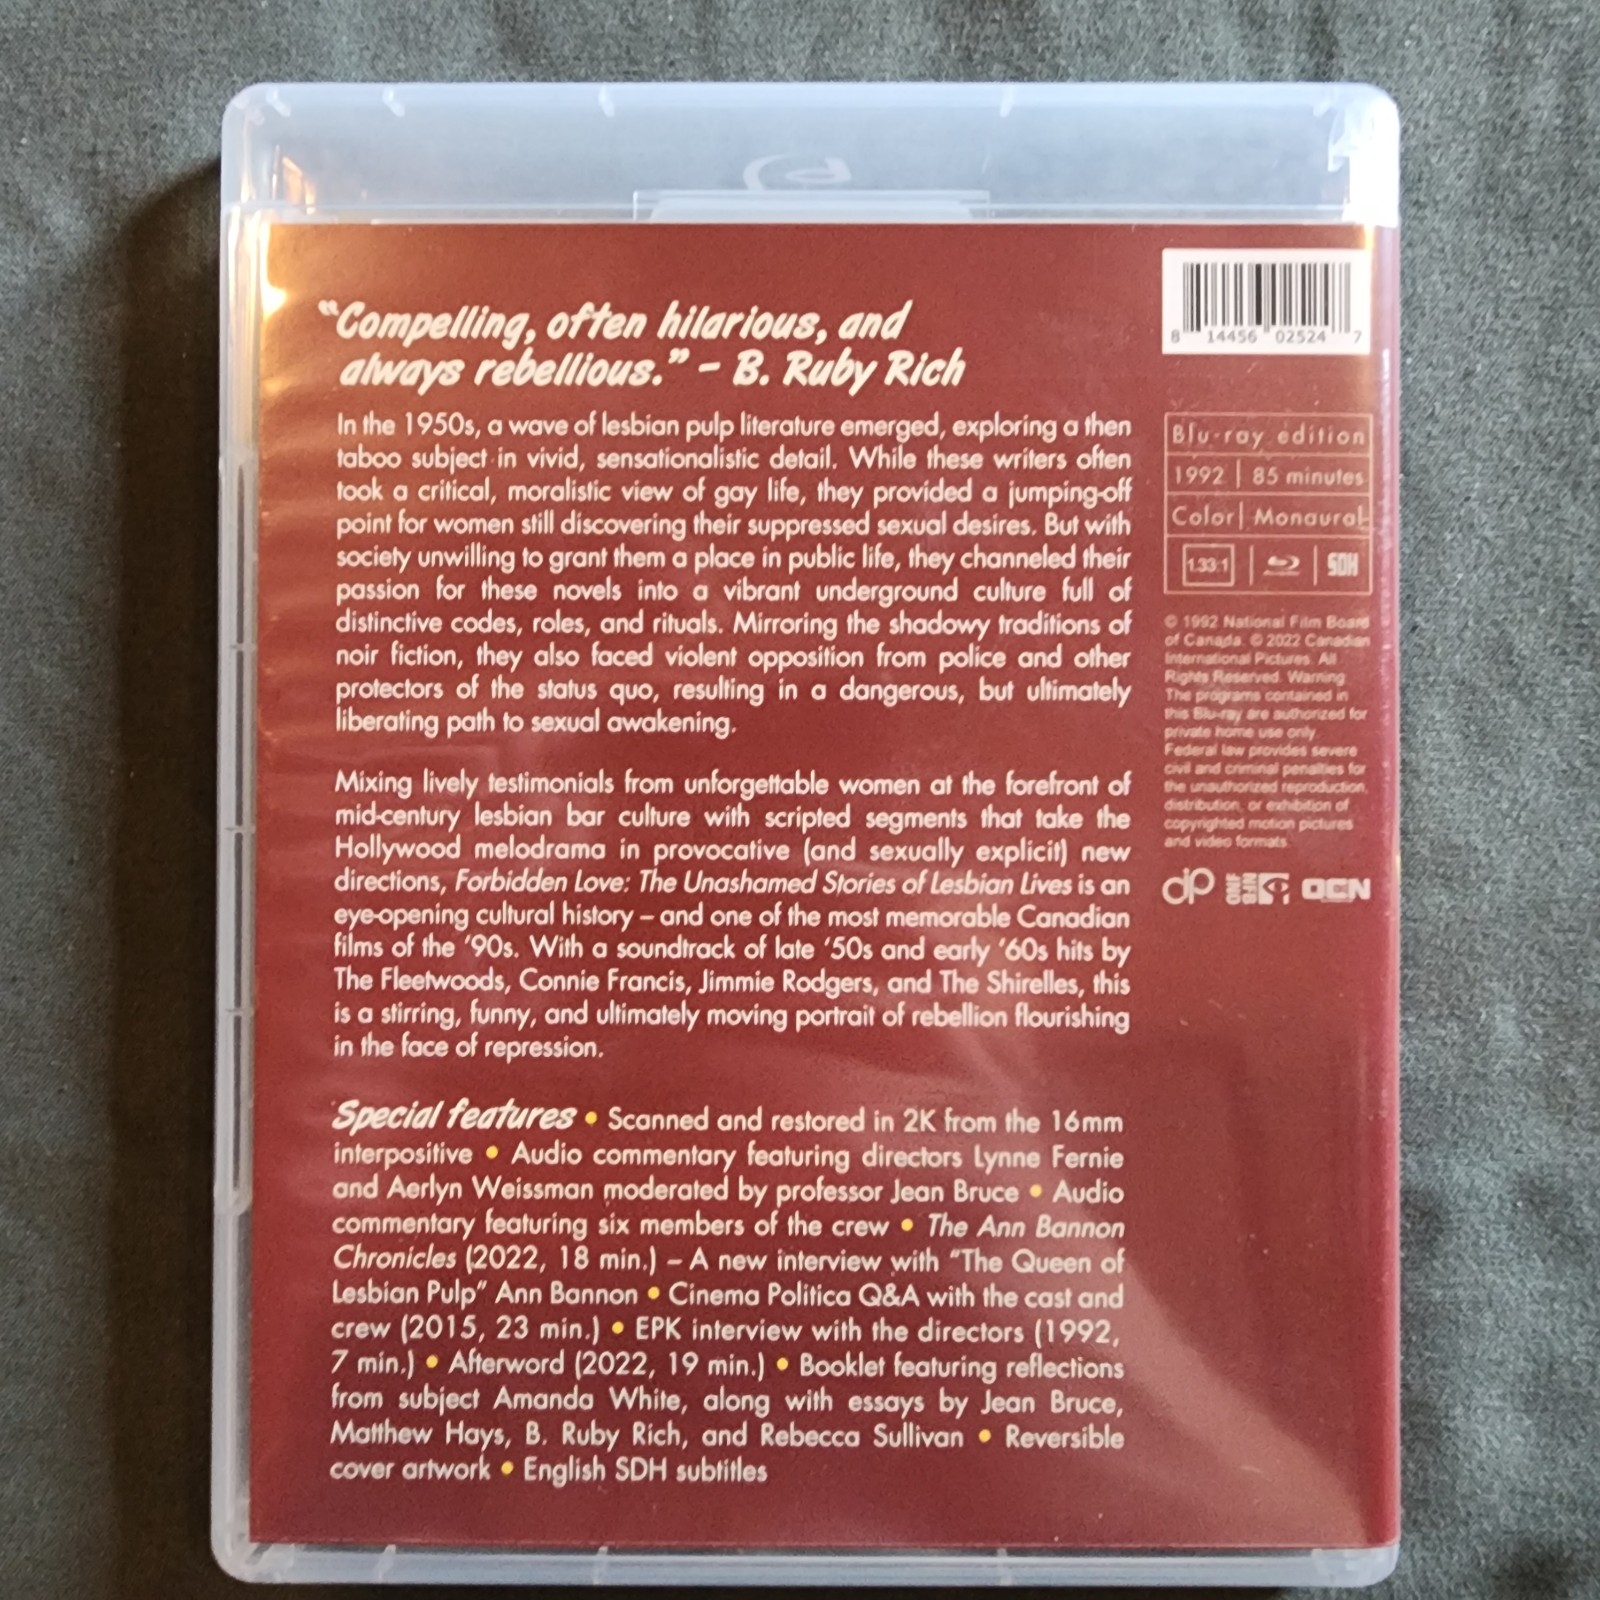 “Compelling, often hilarious, and
always rebellious.” – B. Ruby Rich
In the 1950s, a wave of lesbian pulp literature emerged, exploring a then
taboo subject in vivid, sensationalistic detail. While these writers often
took a critical, moralistic view of gay life, they provided a jumping-off
point for women still discovering their suppressed sexual desires. But with
society unwilling to grant them a place in public life, they channeled their
passion for these novels into a vibrant underground culture full of
distinctive codes, roles, and rituals. Mirroring the shadowy traditions of
noir fiction, they also faced violent opposition from police and other
protectors of the status quo, resulting in a dangerous, but ultimately
liberating path to sexual awakening.
Mixing lively testimonials from unforgettable women at the forefront of
mid-century lesbian bar culture with scripted segments that take the
Hollywood melodrama in provocative (and sexually explicit) new
directions, Forbidden Love: The Unashamed Stories of Lesbian Lives is an
eye-opening cultural history – and one of the most memorable Canadian
films of the ’90s. With a soundtrack of late ’50s and early ’60s hits by
The Fleetwoods, Connie Francis, Jimmie Rodgers, and The Shirelles, this
is a stirring, funny, and ultimately moving portrait of rebellion flourishing
in the face of repression.
Special features • Scanned and restored in 2K from the 16mm
interpositive • Audio commentary featuring directors Lynne Fernie
and Aerlyn Weissman moderated by professor Jean Bruce • Audio
commentary featuring six members of the crew • The Ann Bannon
Chronicles (2022, 18 min.) – A new interview with “The Queen of
Lesbian Pulp” Ann Bannon • Cinema Politica Q&A with the cast and
crew (2015, 23 min.) • EPK interview with the directors (1992,
7 min.) • Afterword (2022, 19 min.) • Booklet featuring reflections
from subject Amanda White, along with essays by Jean Bruce,
Matthew Hays, B. Ruby Rich, and Rebecca Sullivan • Reversible
cover artwork • English SDH subtitles
8 14456 02524 7
Blu-ray edition
1992 | 85 minutes
Color | Monaural
1.33:1 | | SDH
© 1992 National Film Board
of Canada. © 2022 Canadian
International Pictures. All
Rights Reserved. Warning
The programs contained in
this Blu-ray are authorized for
private home use only.
Federal law provides severe
civil and criminal penalties for
the unauthorized reproduction,
distribution, or exhibition of
copyrighted motion pictures
and video formats.
cip NFB ONF OCN